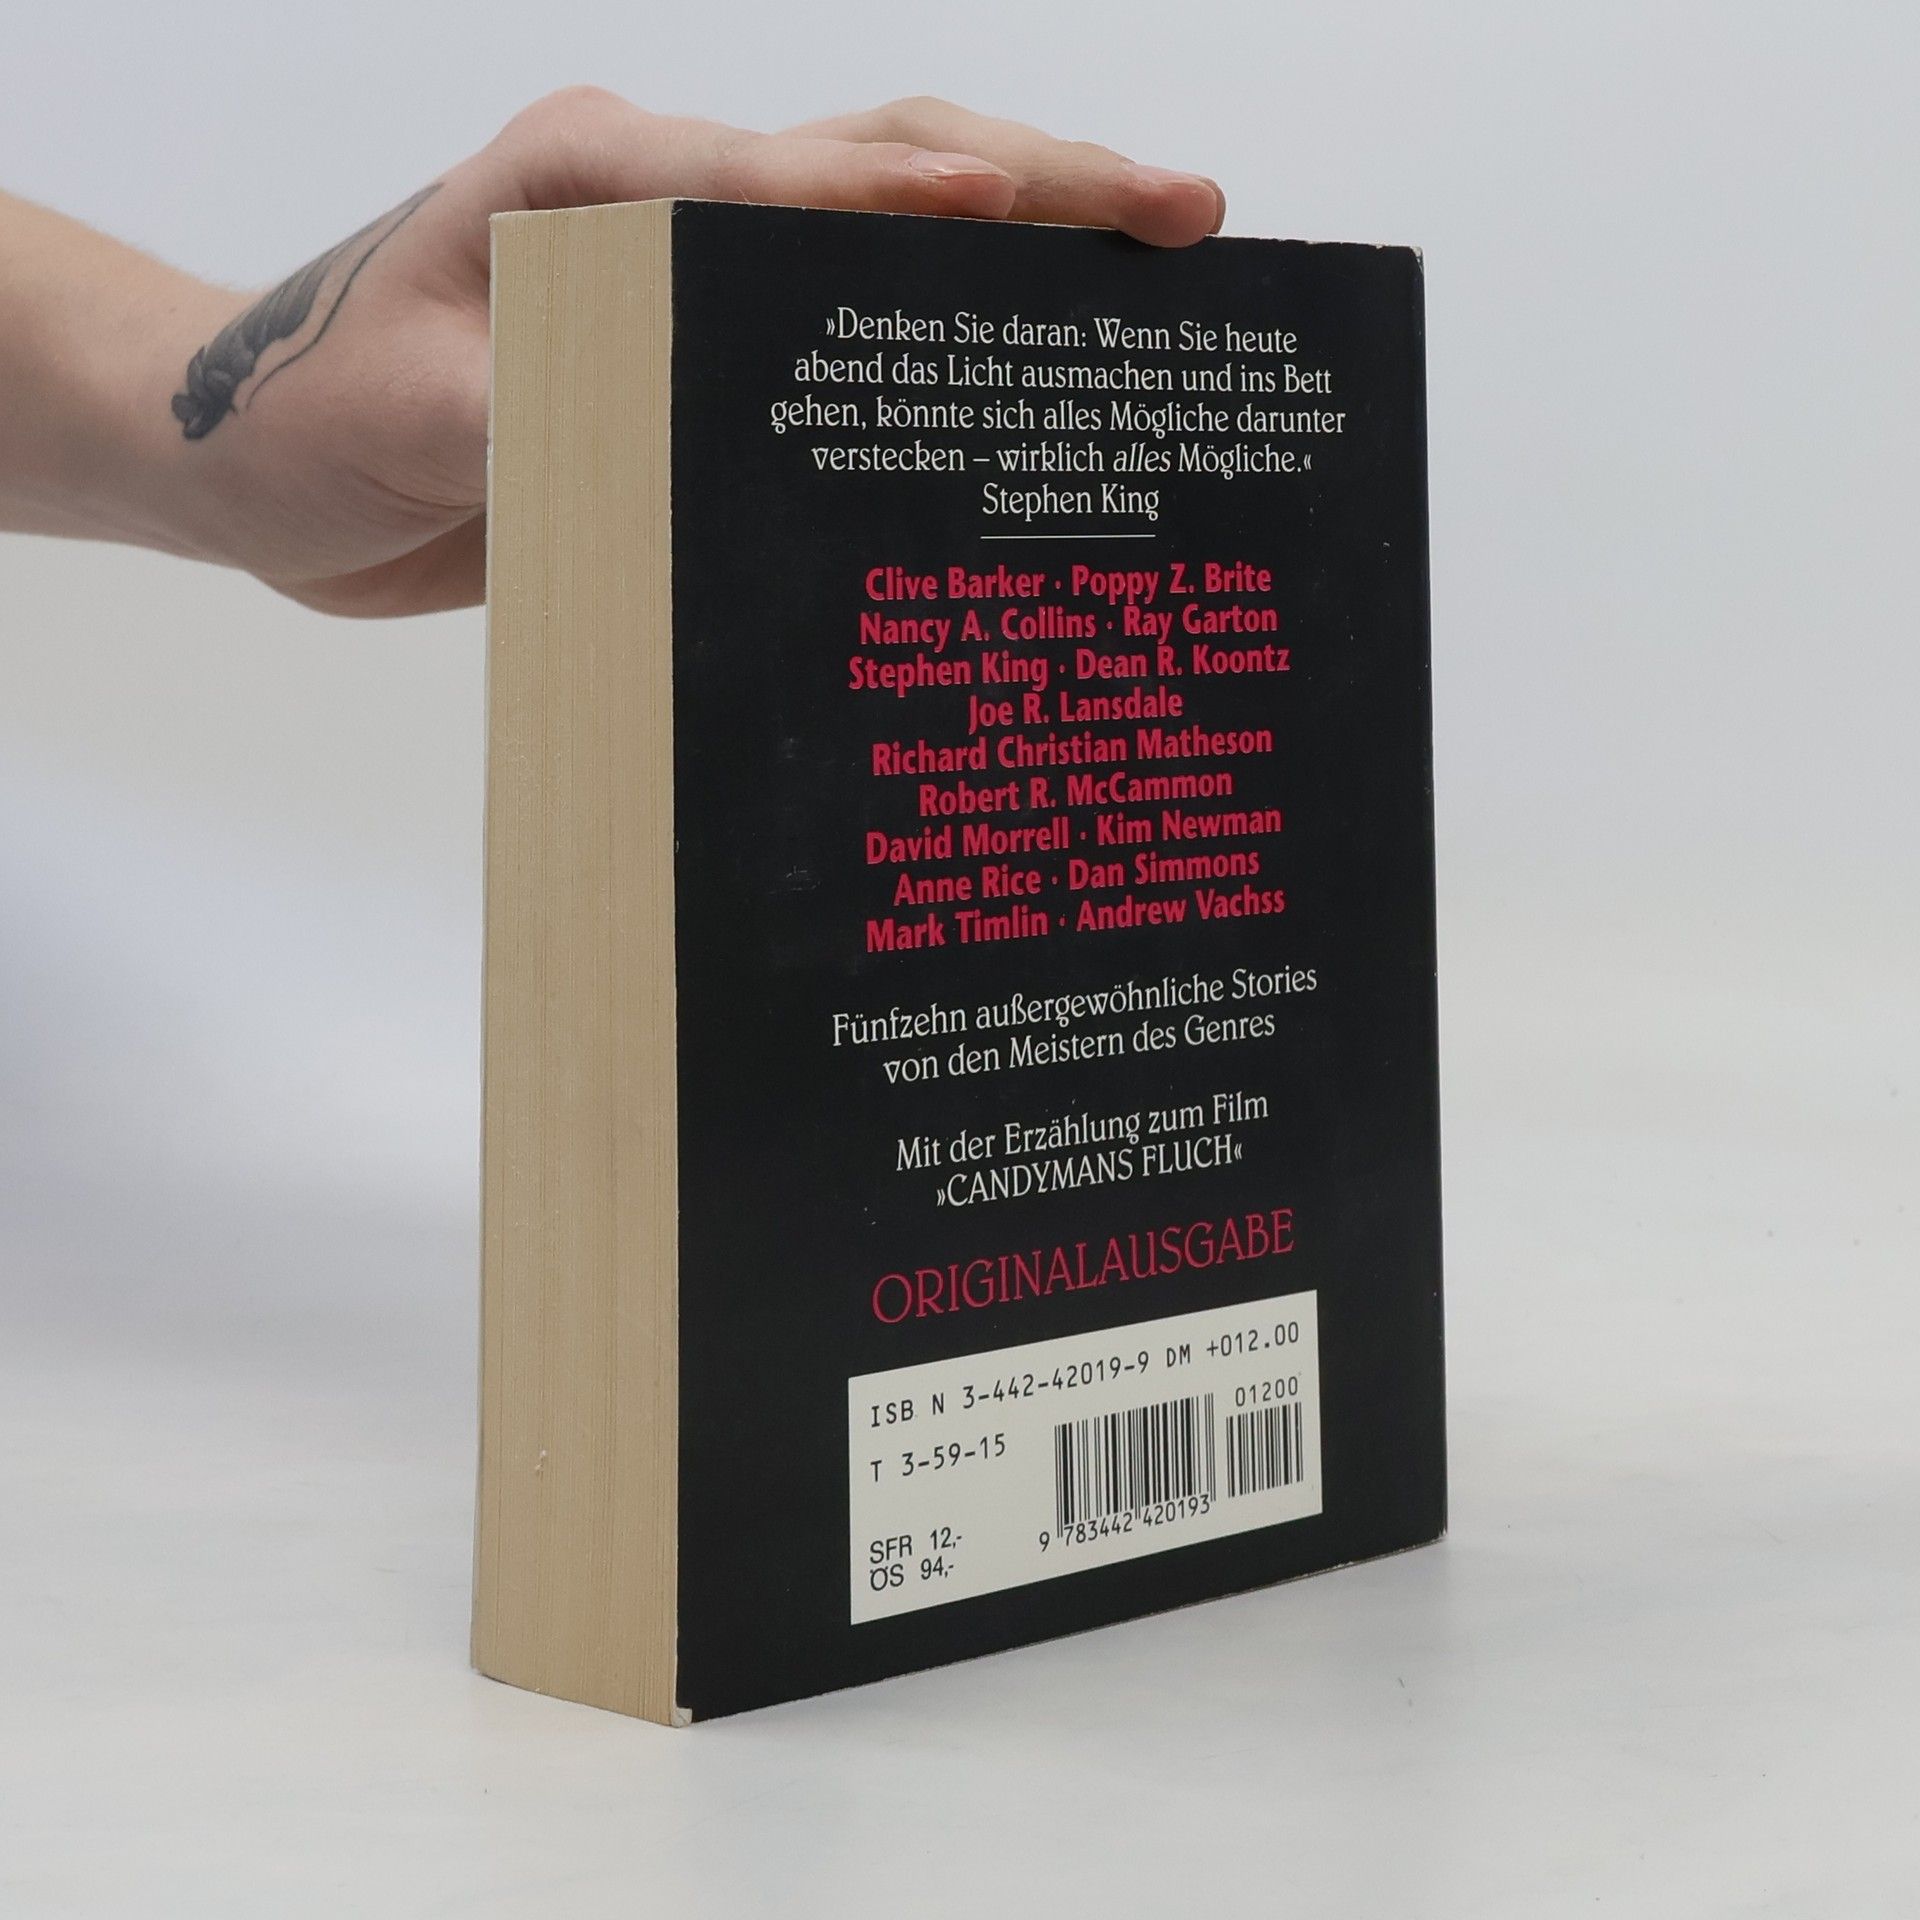 »Denken Sie daran: Wenn Sie heute
abend das Licht ausmachen und ins Bett
gehen, könnte sich alles Mögliche darunter
verstecken – wirklich alles Mögliche.«
Stephen King
Clive Barker · Poppy Z. Brite
Nancy A. Collins · Ray Garton
Stephen King · Dean R. Koontz
Joe R. Lansdale
Richard Christian Matheson
Robert R. McCammon
David Morrell · Kim Newman
Anne Rice · Dan Simmons
Mark Timlin · Andrew Vachss
Fünfzehn außergewöhnliche Stories
von den Meistern des Genres
Mit der Erzählung zum Film
»CANDYMANS FLUCH«
ORIGINALAUSGABE
ISB N 3-442-42019-9 DM +012.00
01200
T 3-59-15
SFR 12,-
ÖS 94,-
9 783442 420193